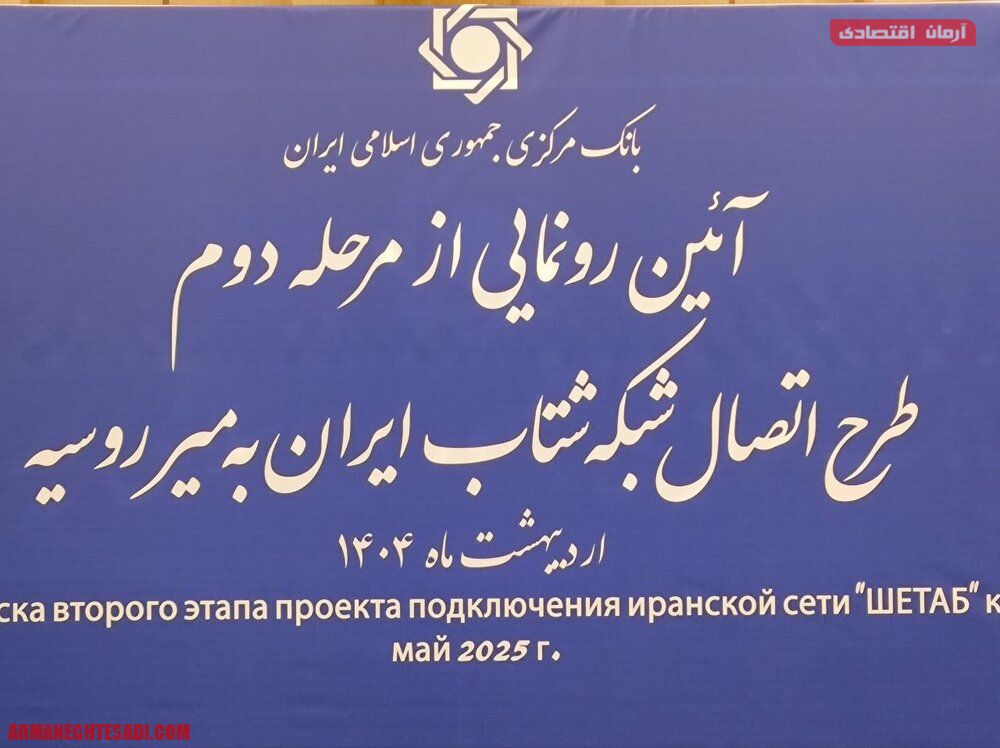 آرمان اقتصادی
بانک مرکزی جمهوری اسلامی ایران
آئین رونمایی از مرحله دوم
طرح اتصال شبکه شتاب ایران به میر روسیه
اردیبهشت ماه ۱۴۰۴
ска второго этапа проекта подключения иранской сети "ШЕТАБ" к
май 2025 г.
ARMANEGHTESADI.COM